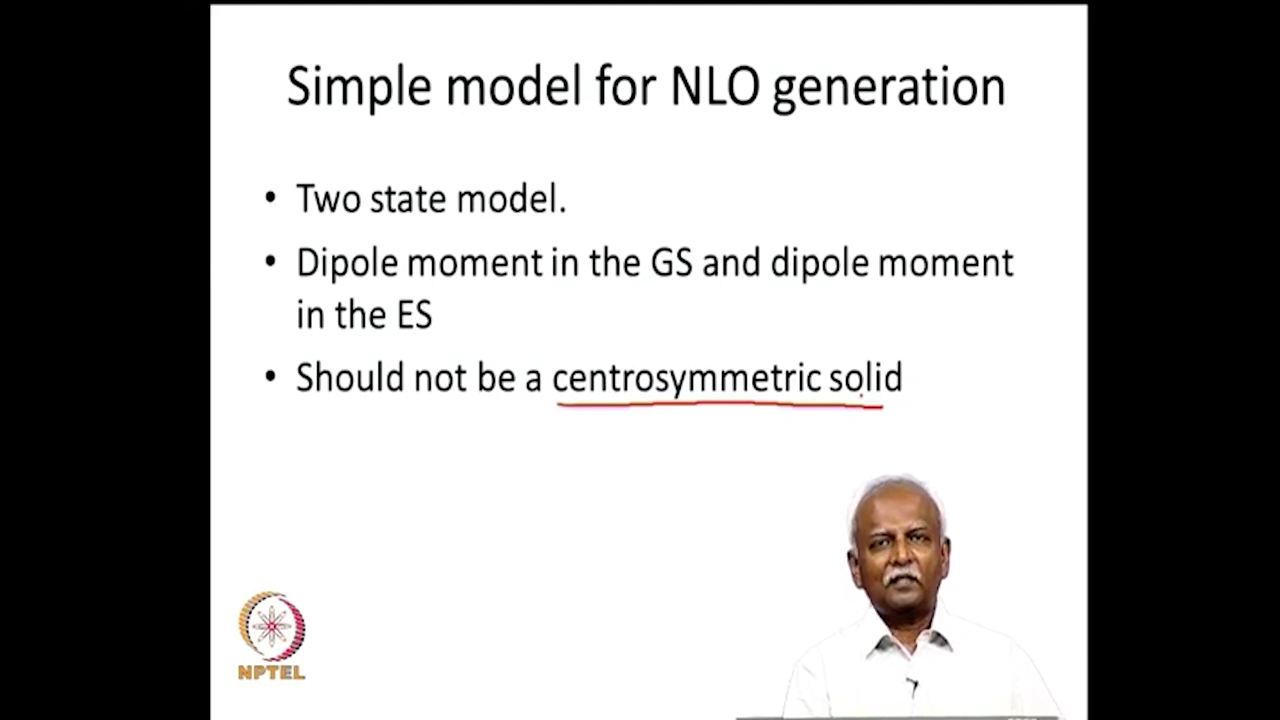 Simple model for NLO generation
• Two state model.
• Dipole moment in the GS and dipole moment
in the ES
• Should not be a centrosymmetric solid
NPTEL